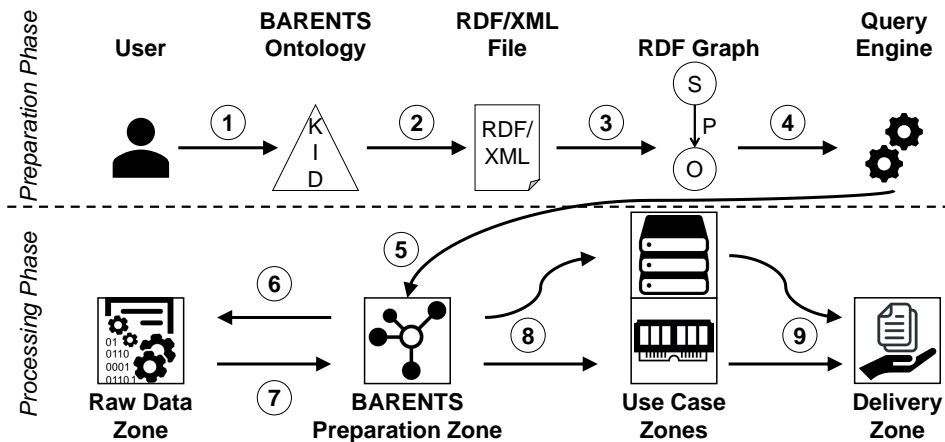 Preparation Phase
User
BARENTS
Ontology
RDF/XML
File
RDF Graph
Query
Engine
1
2
3
4
K
I
D
RDF/
XML
S
P
O
Processing Phase
5
6
7
8
9
01
0110
0001
0110 1
Raw Data
Zone
BARENTS
Preparation Zone
Use Case
Zones
Delivery
Zone